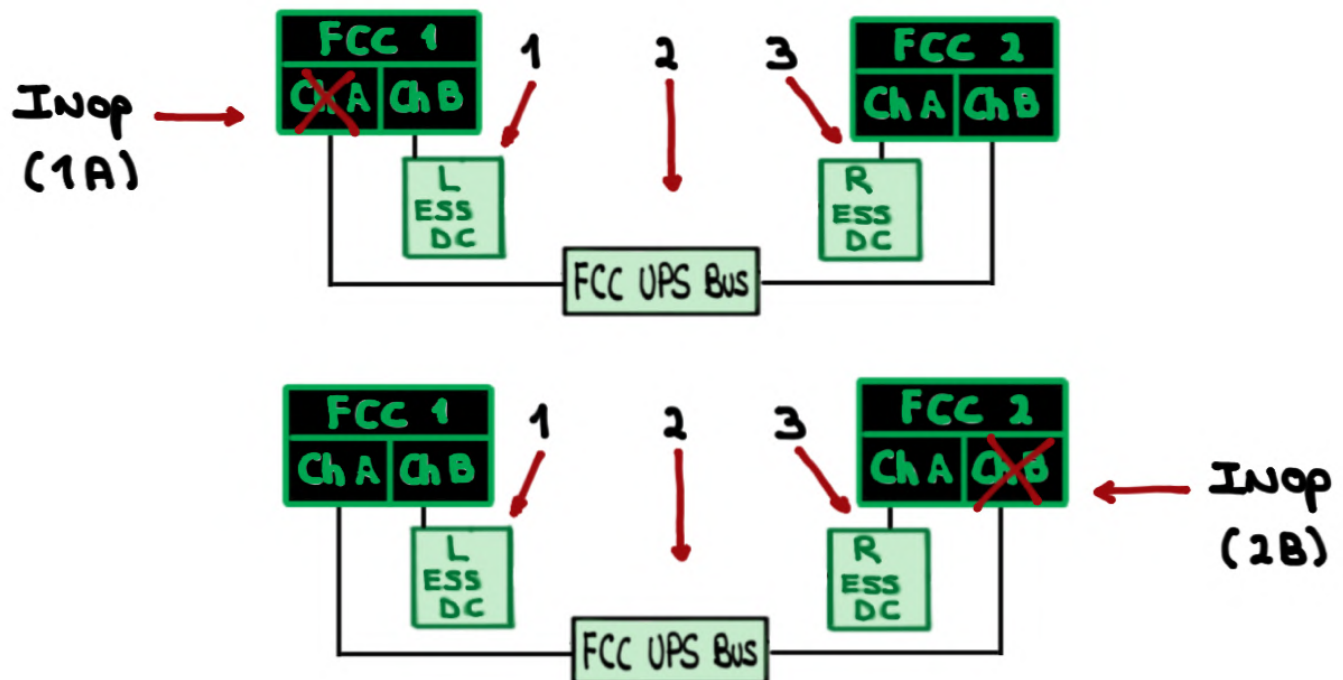 FCC 1
1
2
3
FCC 2
INop
(1A)
Ch A
Ch B
Ch A
Ch B
L
ESS
DC
R
ESS
DC
FCC UPS Bus
FCC 1
1
2
3
FCC 2
Ch A
Ch B
Ch A
Ch B
INop
(2B)
L
ESS
DC
R
ESS
DC
FCC UPS Bus